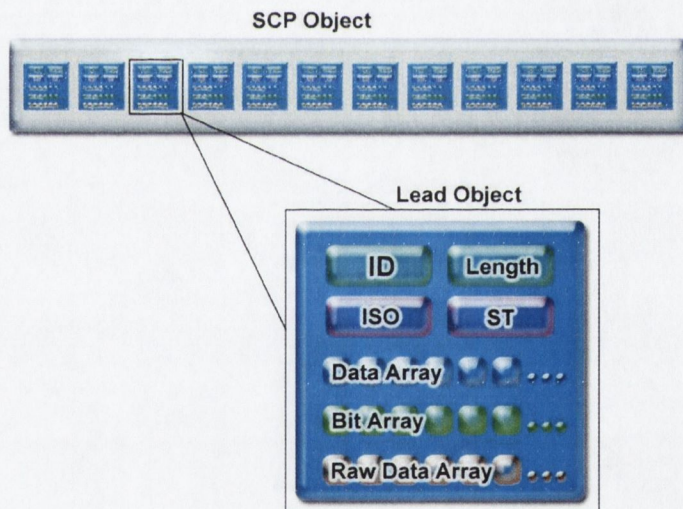 SCP Object
Lead Object
ID
Length
ISO
ST
Data Array
Bit Array
Raw Data Array